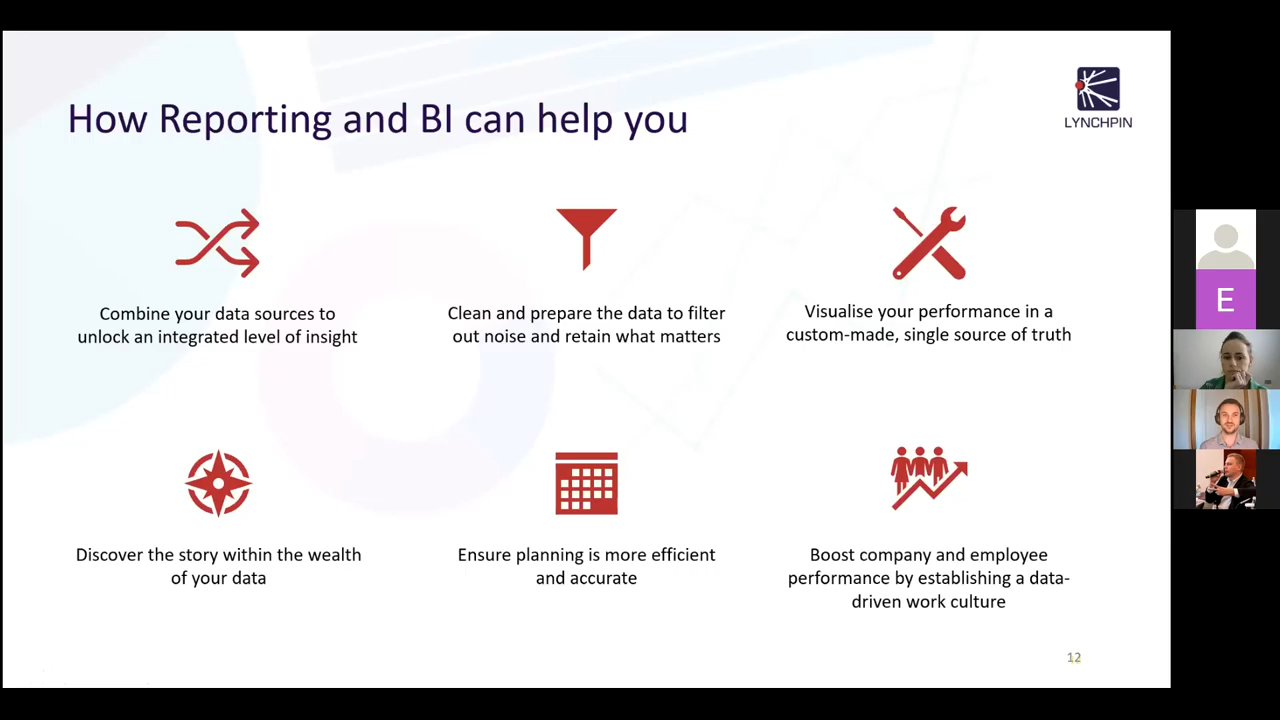 How Reporting and BI can help you
LYNCHPIN
Combine your data sources to
unlock an integrated level of insight
Clean and prepare the data to filter
out noise and retain what matters
Visualise your performance in a
custom-made, single source of truth
E
Discover the story within the wealth
of your data
Ensure planning is more efficient
and accurate
Boost company and employee
performance by establishing a data-
driven work culture
12